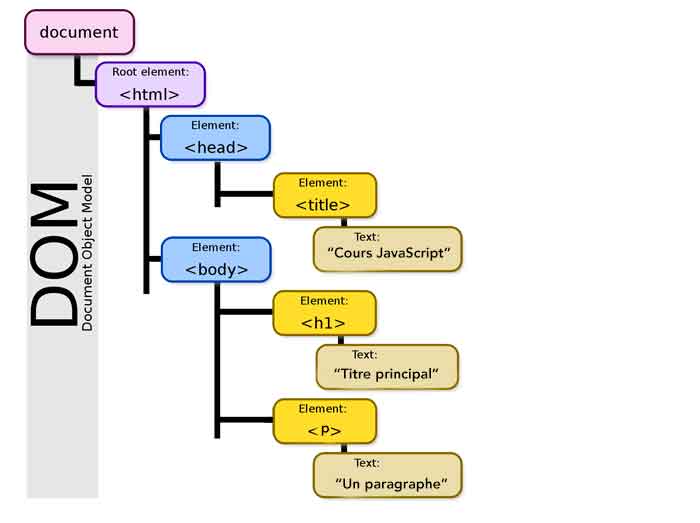 document
Root element:
<html>
Element:
<head>
Element:
<title>
Text:
“Cours JavaScript”
Element:
<body>
Element:
<h1>
Text:
“Titre principal”
Element:
<P>
Text:
“Un paragraphe”
DOM
Document Object Model